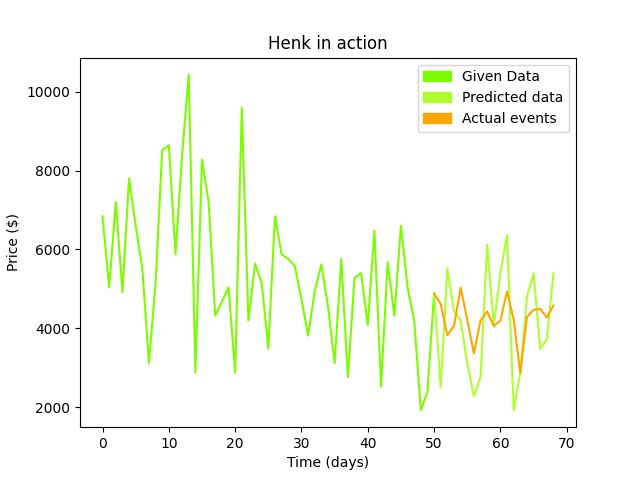 Henk in action
Given Data
Predicted data
Actual events
Price ($)
10000
8000
6000
4000
2000
0 10 20 30 40 50 60 70
Time (days)